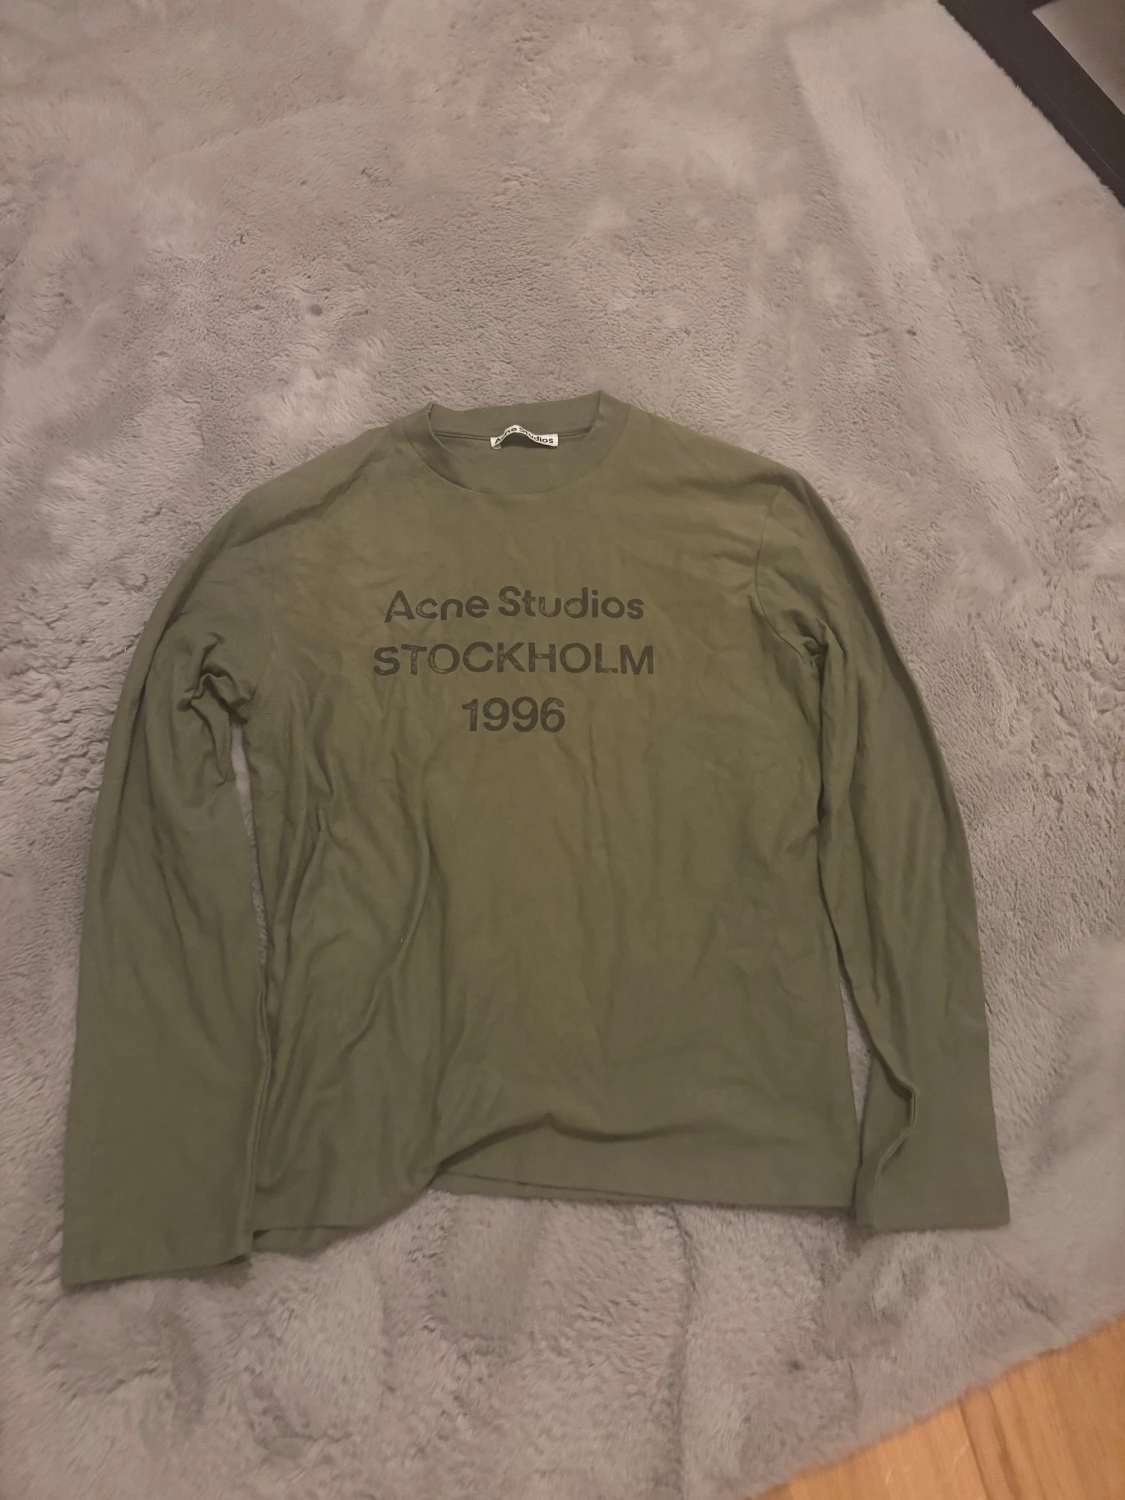 Acne Studios
Acne Studios
STOCKHOLM
1996